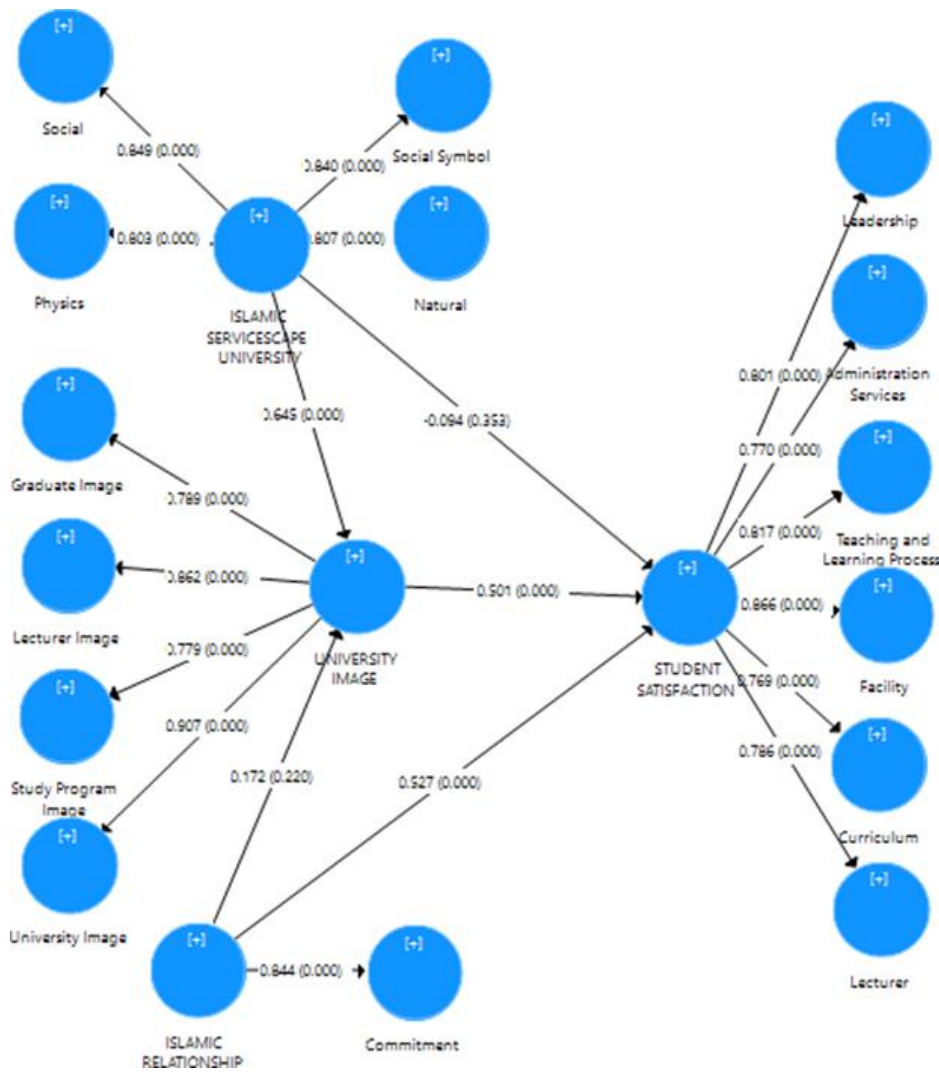 [+]
Social
[+]
Social Symbol
0.849 (0.000)
0.840 (0.000)
[+]
Leadership
[+]
Physics
0.803 (0.000)
[+]
ISLAMIC
SERVICESCAPE
UNIVERSITY
0.807 (0.000)
[+]
Natural
[+]
Administration
Services
0.801 (0.000)
[+]
Graduate Image
0.645 (0.000)
-0.094 (0.353)
0.770 (0.000)
[+]
Teaching and
Learning Process
0.789 (0.000)
0.817 (0.000)
[+]
Lecturer Image
0.862 (0.000)
[+]
UNIVERSITY
IMAGE
0.501 (0.000)
[+]
STUDENT
SATISFACTION
0.866 (0.000)
[+]
Facility
0.779 (0.000)
0.769 (0.000)
[+]
Study Program
Image
0.907 (0.000)
0.786 (0.000)
[+]
Curriculum
0.172 (0.220)
0.527 (0.000)
[+]
University Image
[+]
Lecturer
[+]
ISLAMIC
RELATIONSHIP
0.844 (0.000)
[+]
Commitment